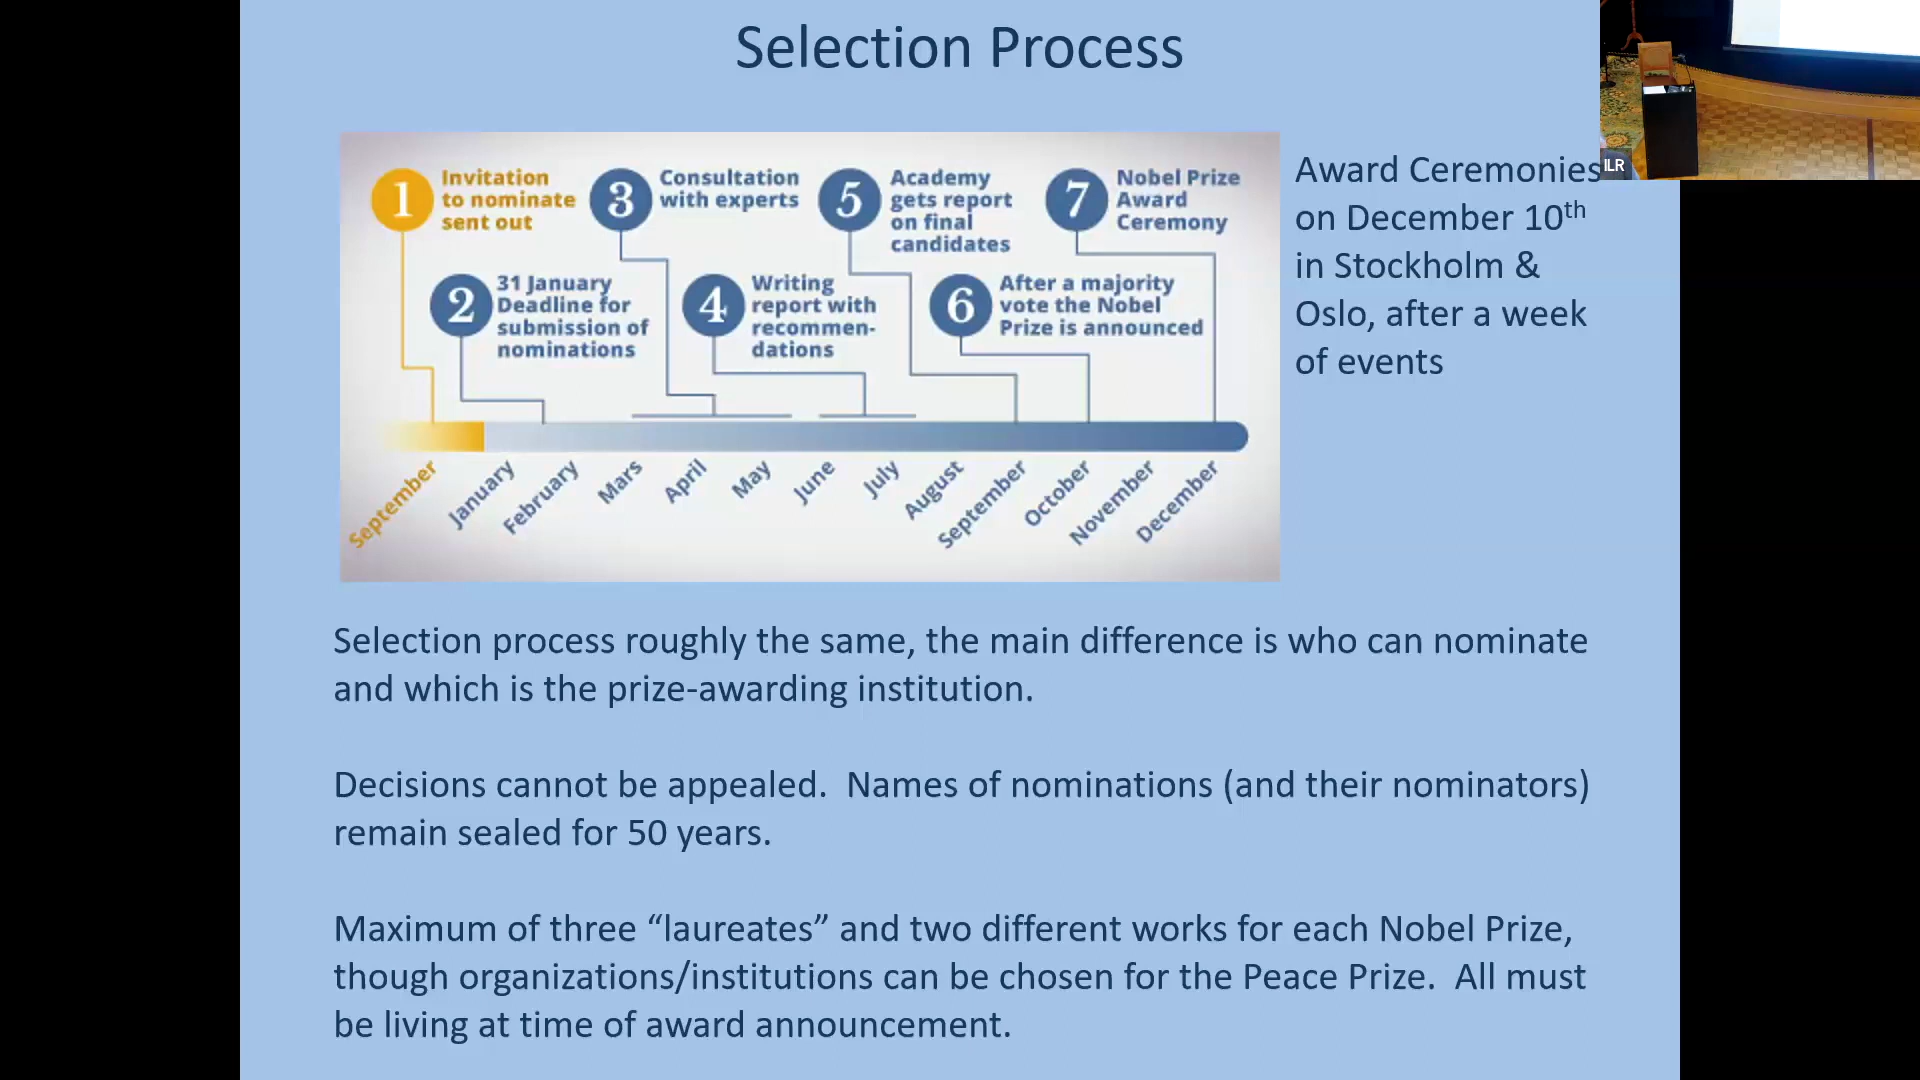 Selection Process
1 Invitation
to nominate
sent out
3 Consultation
with experts
5 Academy
gets report
on final
candidates
7 Nobel Prize
Award
Ceremony
2 31 January
Deadline for
submission of
nominations
4 Writing
report with
recommen-
dations
6 After a majority
vote the Nobel
Prize is announced
September
January
February
Mars
April
May
June
July
August
September
October
November
December
Award Ceremonies
on December 10th
in Stockholm &
Oslo, after a week
of events
ILR
Selection process roughly the same, the main difference is who can nominate
and which is the prize-awarding institution.
Decisions cannot be appealed.  Names of nominations (and their nominators)
remain sealed for 50 years.
Maximum of three “laureates” and two different works for each Nobel Prize,
though organizations/institutions can be chosen for the Peace Prize.  All must
be living at time of award announcement.